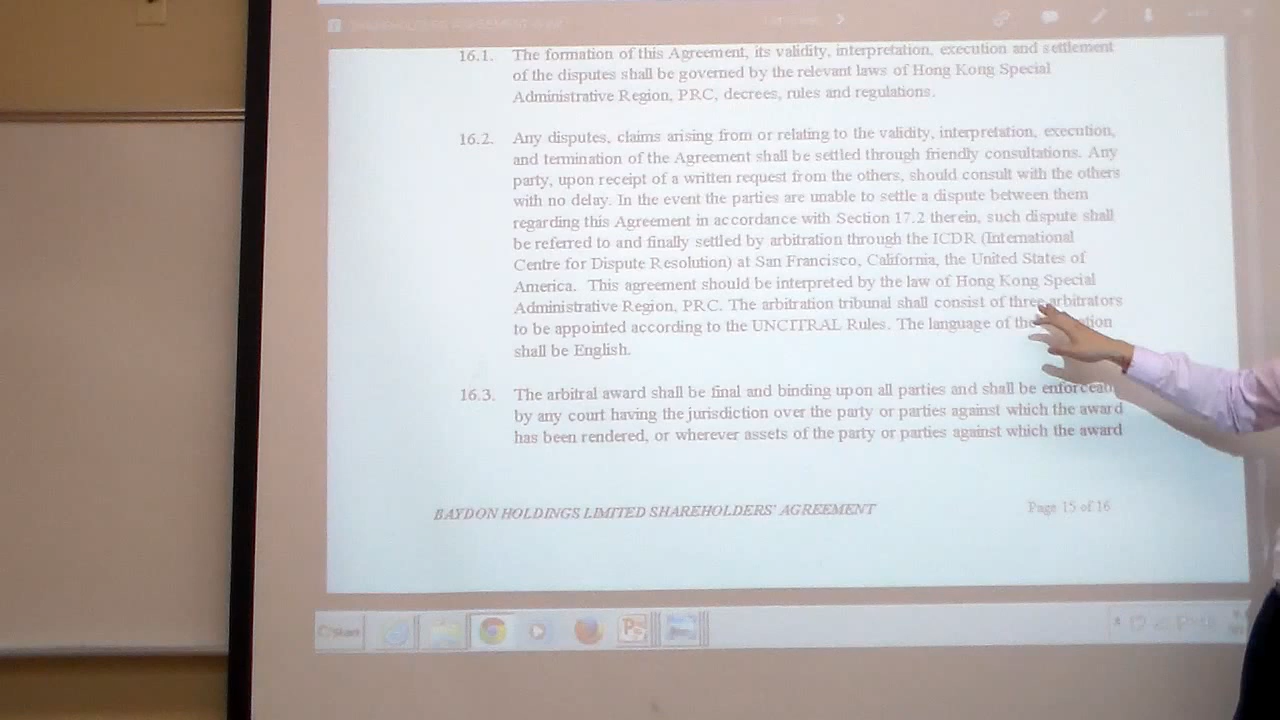 16.1. The formation of this Agreement, its validity, interpretation, execution and settlement
of the disputes shall be governed by the relevant laws of Hong Kong Special
Administrative Region, PRC, decrees, rules and regulations.
16.2. Any disputes, claims arising from or relating to the validity, interpretation, execution,
and termination of the Agreement shall be settled through friendly consultations. Any
party, upon receipt of a written request from the others, should consult with the others
with no delay. In the event the parties are unable to settle a dispute between them
regarding this Agreement in accordance with Section 17.2 therein, such dispute shall
be referred to and finally settled by arbitration through the ICDR (International
Centre for Dispute Resolution) at San Francisco, California, the United States of
America. This agreement should be interpreted by the law of Hong Kong Special
Administrative Region, PRC. The arbitration tribunal shall consist of three arbitrators
to be appointed according to the UNCITRAL Rules. The language of the
shall be English.
16.3. The arbitral award shall be final and binding upon all parties and shall be
by any court having the jurisdiction over the party or parties against which the award
has been rendered, or wherever assets of the party or parties against which the award
BAYDON HOLDINGS LIMITED SHAREHOLDERS' AGREEMENT Page 15 of 16
Start